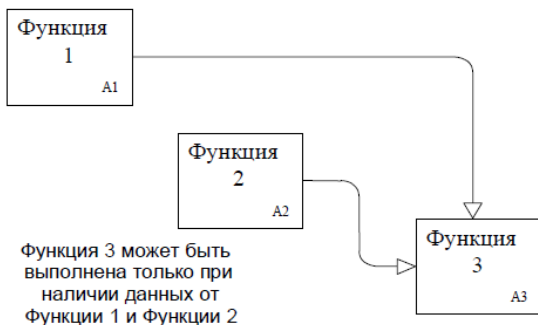 Функция
1
A1
Функция
2
A2
Функция
3
A3
Функция 3 может быть
выполнена только при
наличии данных от
Функции 1 и Функции 2